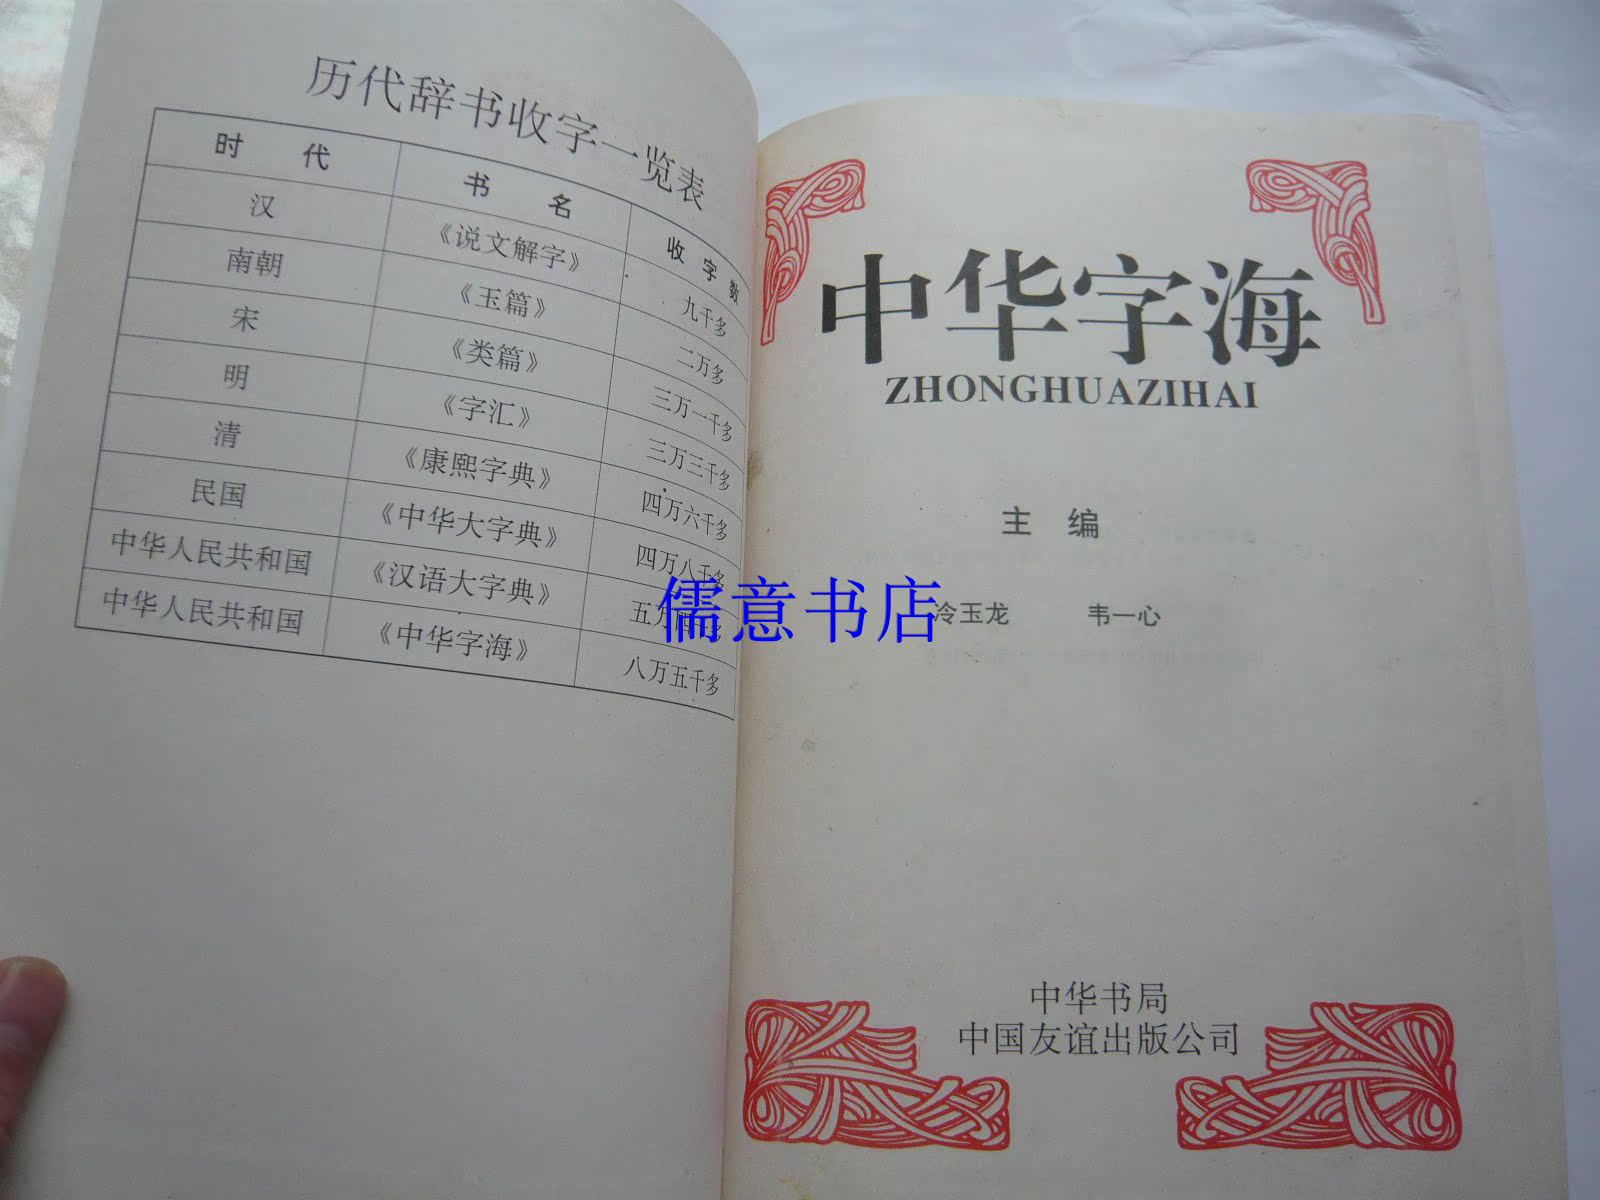 历代辞书收字一览表
时 代 书 名 收 字 数
汉 《说文解字》 九千多
南朝 《玉篇》 二万多
宋 《类篇》 三万一千多
明 《字汇》 三万三千多
清 《康熙字典》 四万六千多
民国 《中华大字典》 四万八千多
中华人民共和国 《汉语大字典》 五万四千多
中华人民共和国 《中华字海》 八万五千多
中华字海
ZHONGHUAZIHAI
主 编
冷玉龙 韦一心
中华书局
中国友谊出版公司
儒意书店